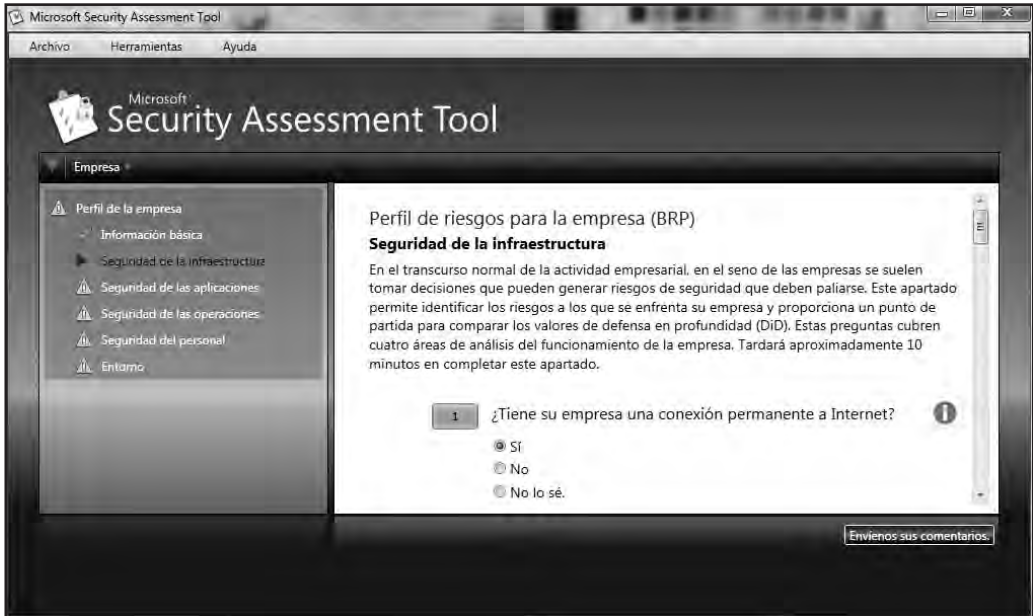 Microsoft Security Assessment Tool
Archivo Herramientas Ayuda
Microsoft
Security Assessment Tool
Empresa
Perfil de la empresa
Información básica
Seguridad de la infraestructura
Seguridad de las aplicaciones
Seguridad de las operaciones
Seguridad del personal
Entorno
Perfil de riesgos para la empresa (BRP)
Seguridad de la infraestructura
En el transcurso normal de la actividad empresarial, en el seno de las empresas se suelen
tomar decisiones que pueden generar riesgos de seguridad que deben paliarse. Este apartado
permite identificar los riesgos a los que se enfrenta su empresa y proporciona un punto de
partida para comparar los valores de defensa en profundidad (DiD). Estas preguntas cubren
cuatro áreas de análisis del funcionamiento de la empresa. Tardará aproximadamente 10
minutos en completar este apartado.
1 ¿Tiene su empresa una conexión permanente a Internet?
Sí
No
No lo sé.
Envíenos sus comentarios.